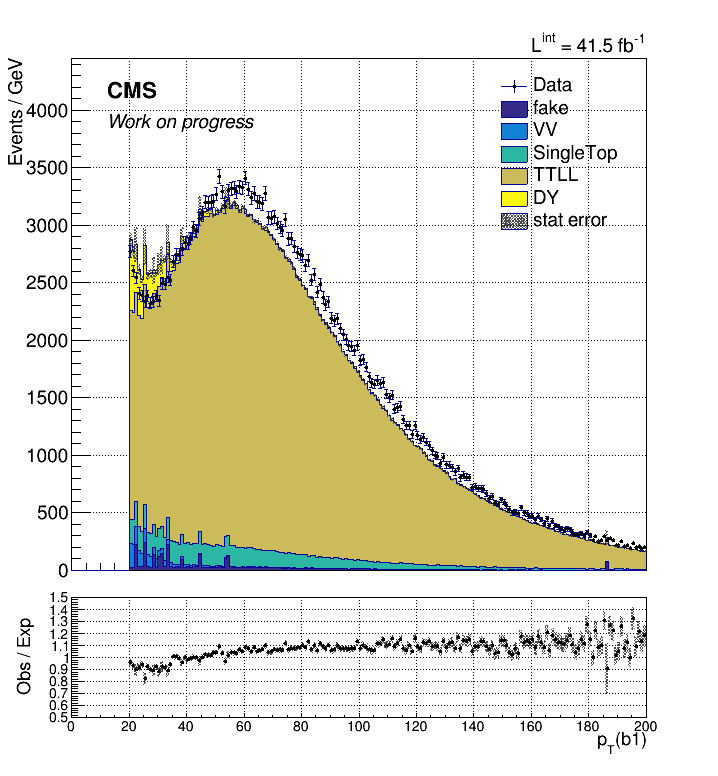 L^int = 41.5 fb^-1
Events / GeV
CMS
Work on progress
Data
fake
VV
SingleTop
TTLL
DY
stat error
4000
3500
3000
2500
2000
1500
1000
500
0
Obs / Exp
1.5
1.4
1.3
1.2
1.1
1
0.9
0.8
0.7
0.6
0.5
0 20 40 60 80 100 120 140 160 180 200
p_T(b1)